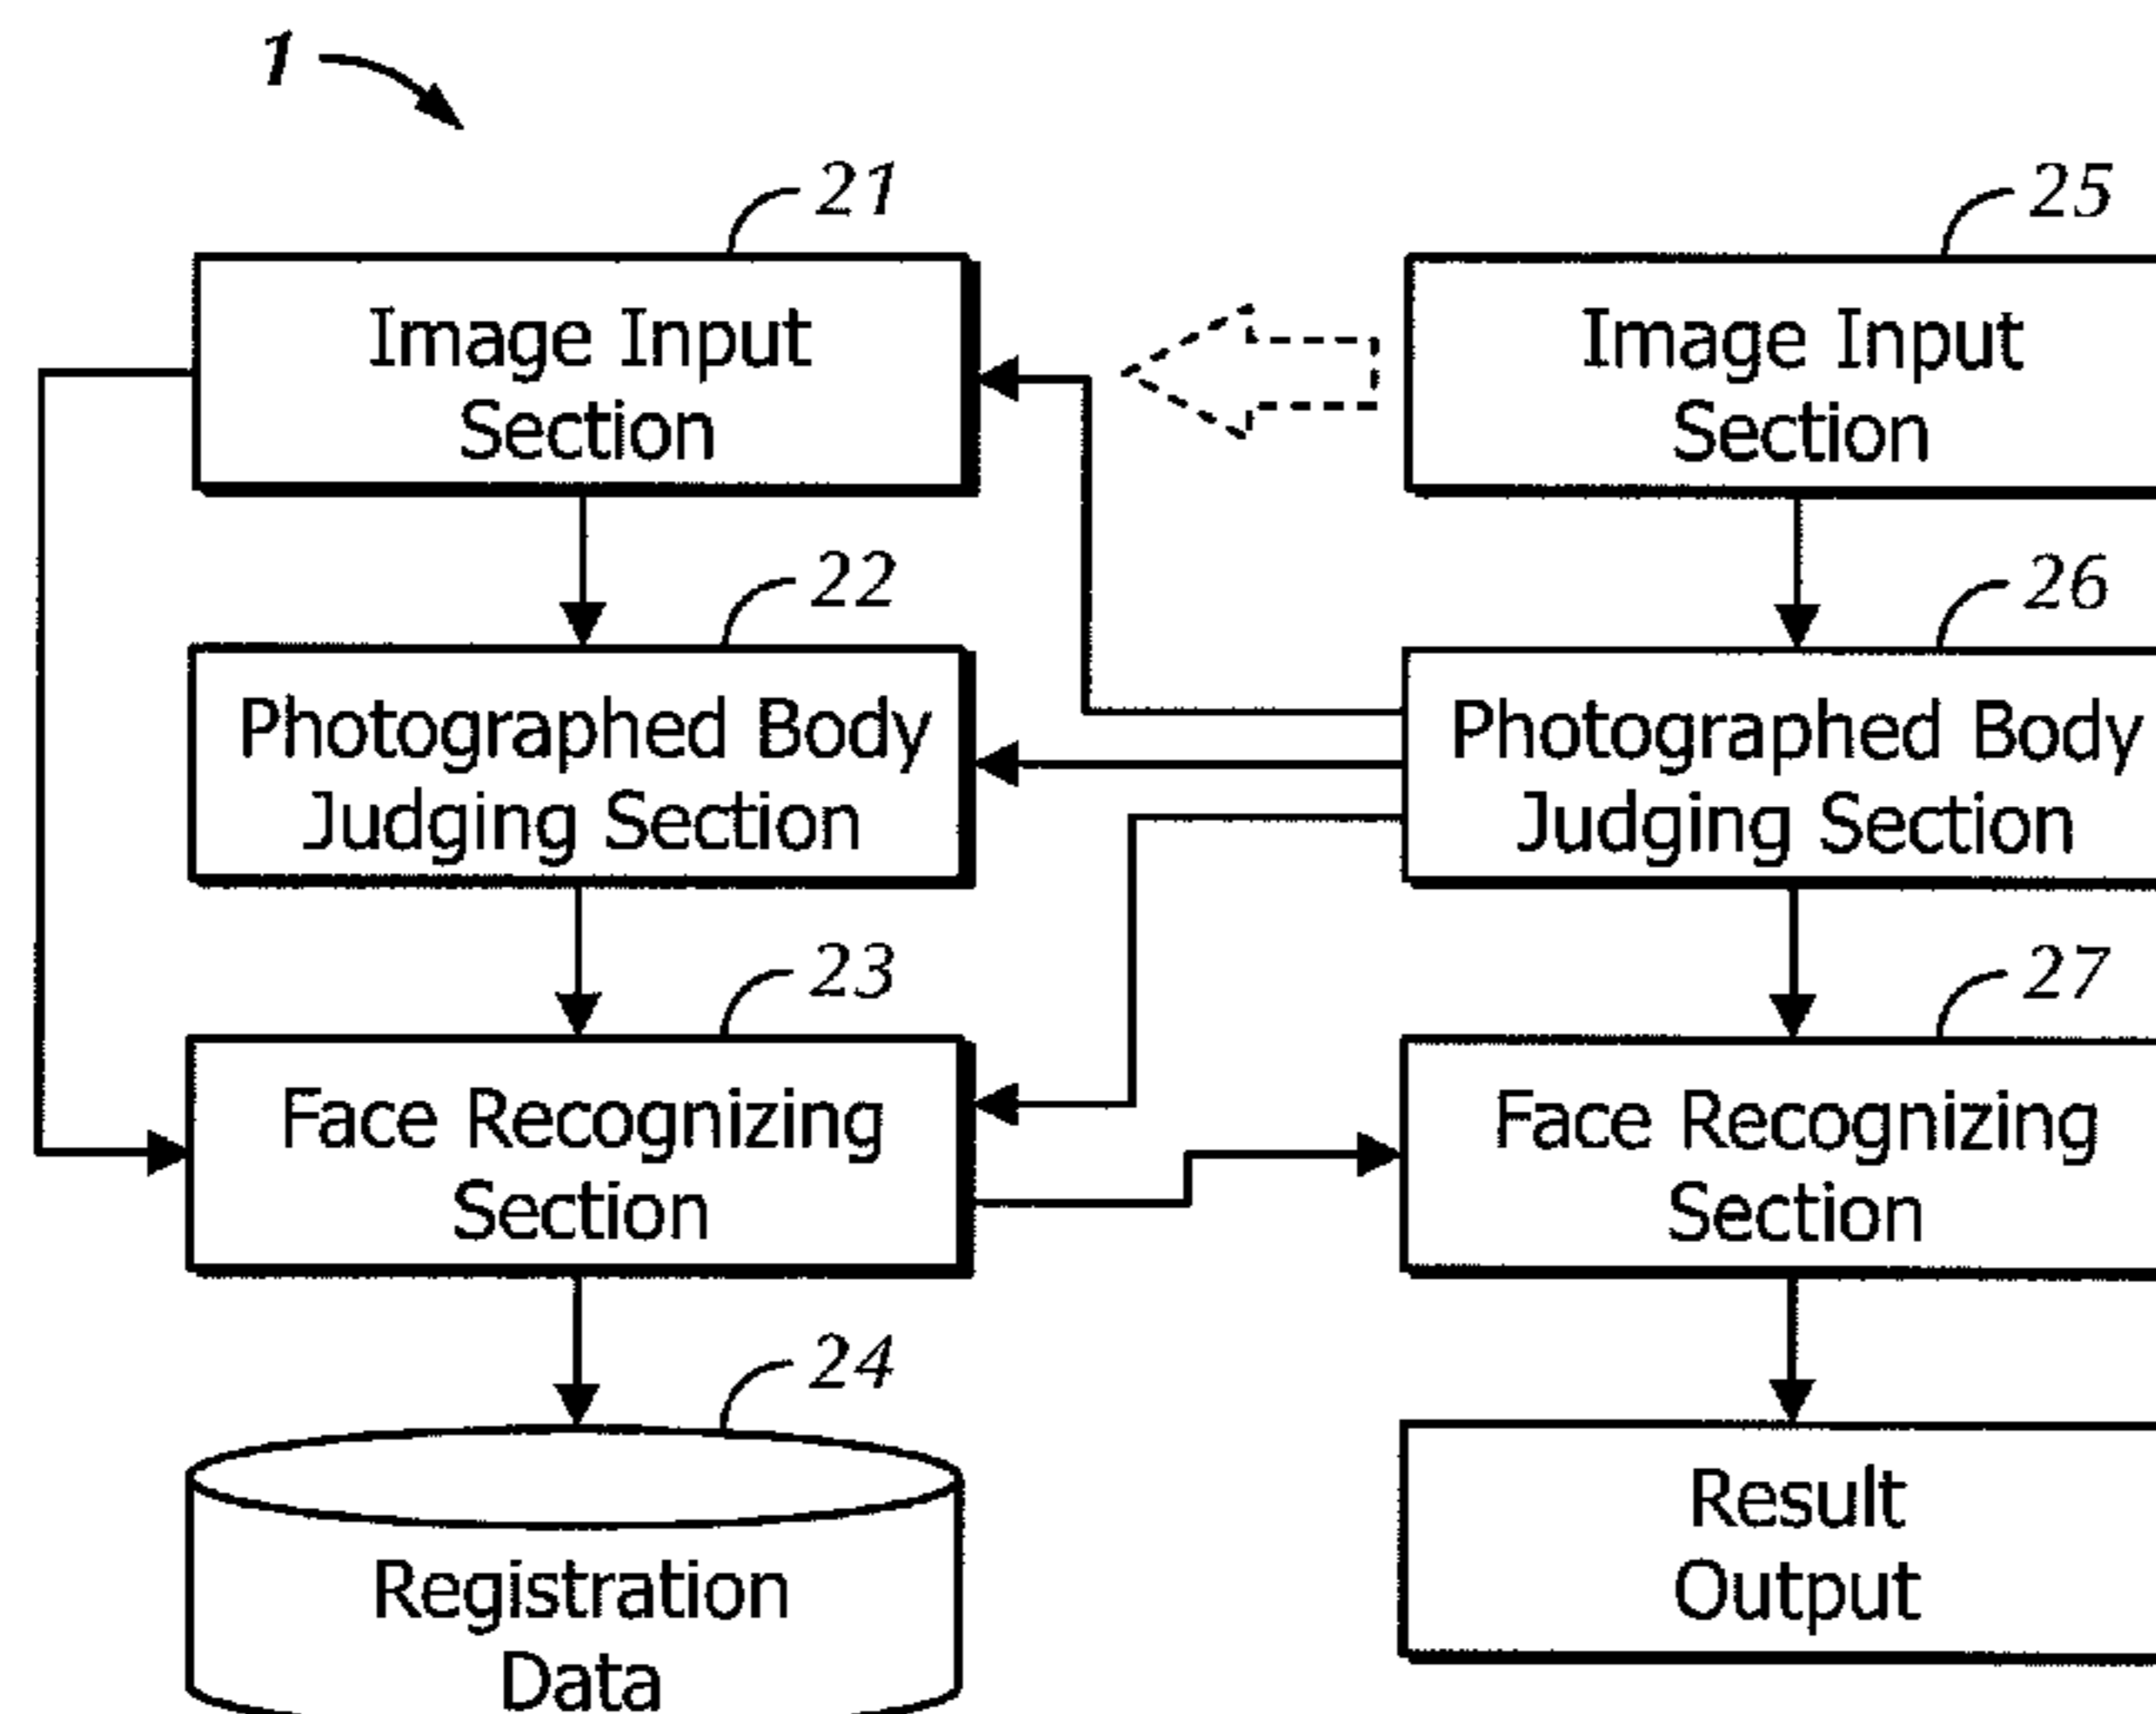 1
21
Image Input
Section
25
Image Input
Section
22
Photographed Body
Judging Section
26
Photographed Body
Judging Section
23
Face Recognizing
Section
27
Face Recognizing
Section
24
Registration
Data
Result
Output